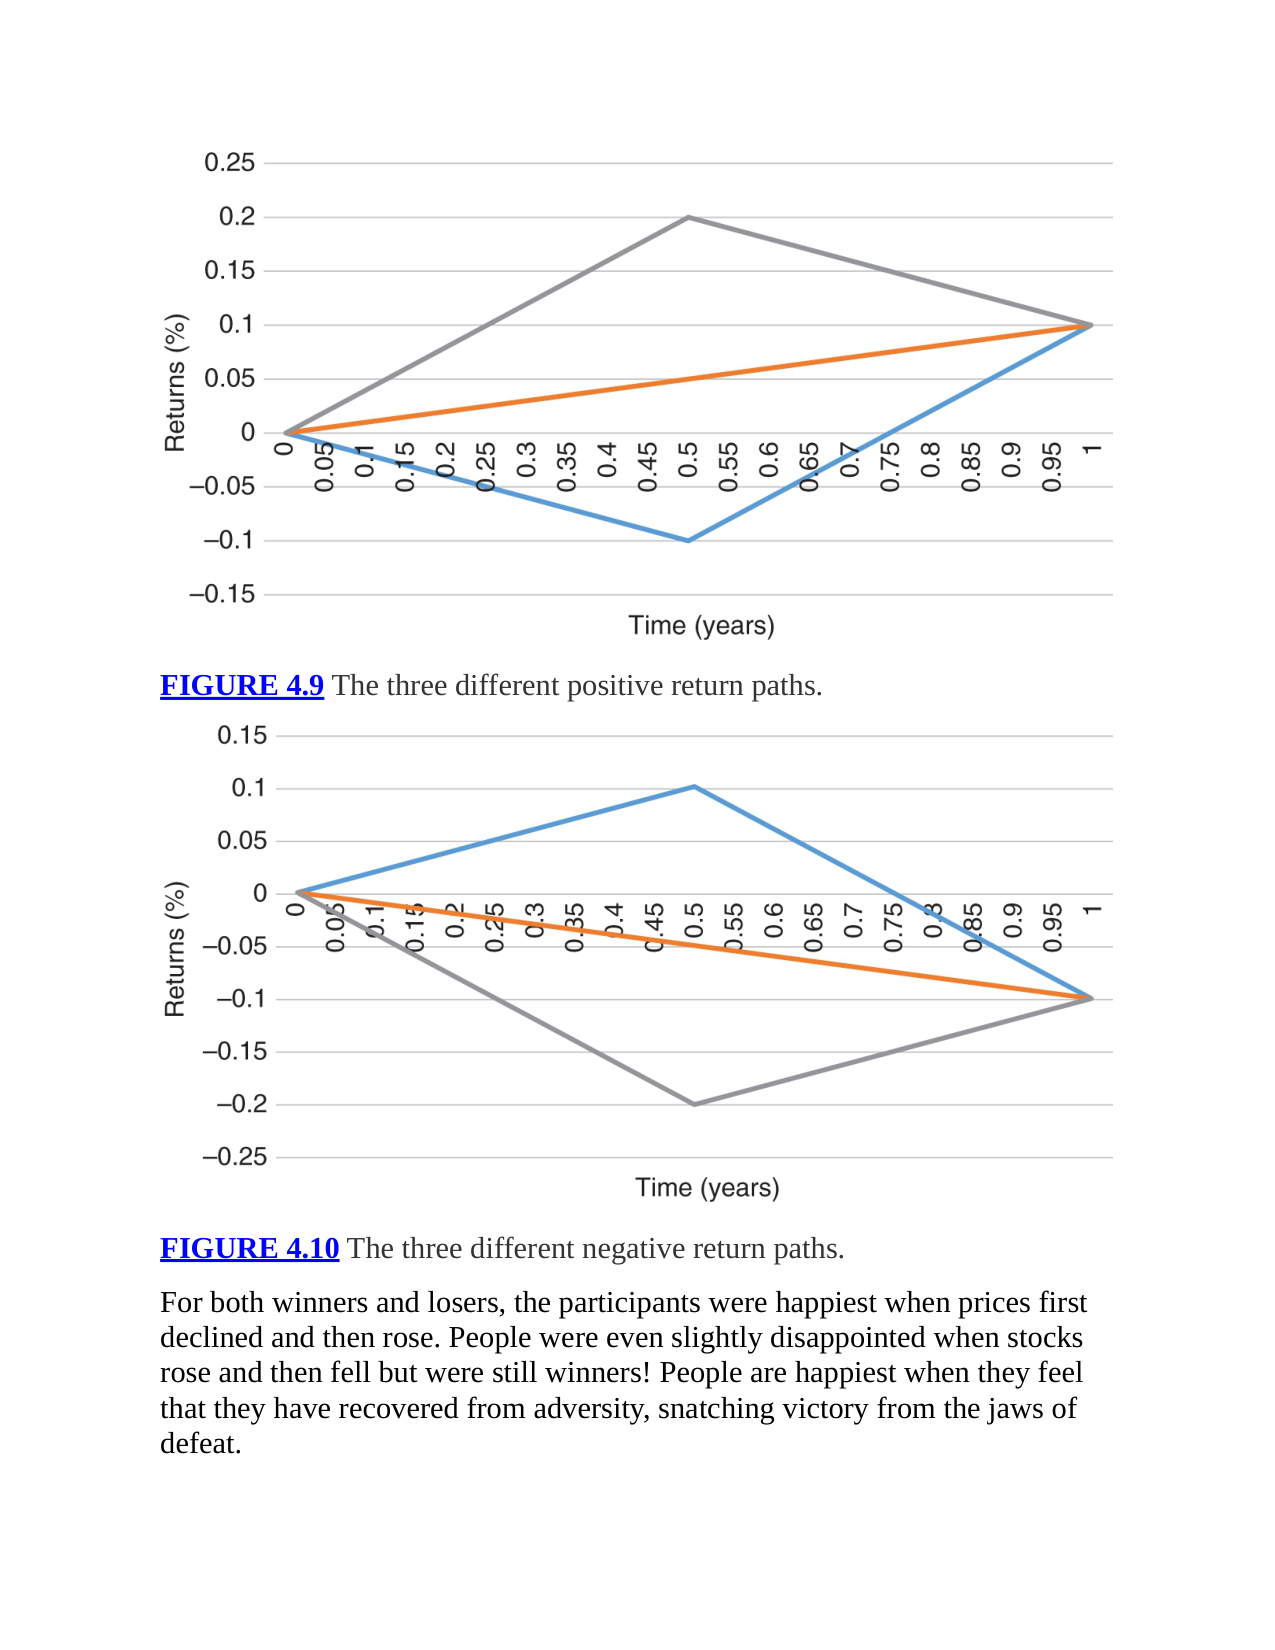 0.25
0.2
0.15
0.1
0.05
0
−0.05
−0.1
−0.15
Returns (%)
0 0.05 0.1 0.15 0.2 0.25 0.3 0.35 0.4 0.45 0.5 0.55 0.6 0.65 0.7 0.75 0.8 0.85 0.9 0.95 1
Time (years)
FIGURE 4.9 The three different positive return paths.
0.15
0.1
0.05
0
−0.05
−0.1
−0.15
−0.2
−0.25
Returns (%)
0 0.05 0.1 0.15 0.2 0.25 0.3 0.35 0.4 0.45 0.5 0.55 0.6 0.65 0.7 0.75 0.8 0.85 0.9 0.95 1
Time (years)
FIGURE 4.10 The three different negative return paths.
For both winners and losers, the participants were happiest when prices first
declined and then rose. People were even slightly disappointed when stocks
rose and then fell but were still winners! People are happiest when they feel
that they have recovered from adversity, snatching victory from the jaws of
defeat.